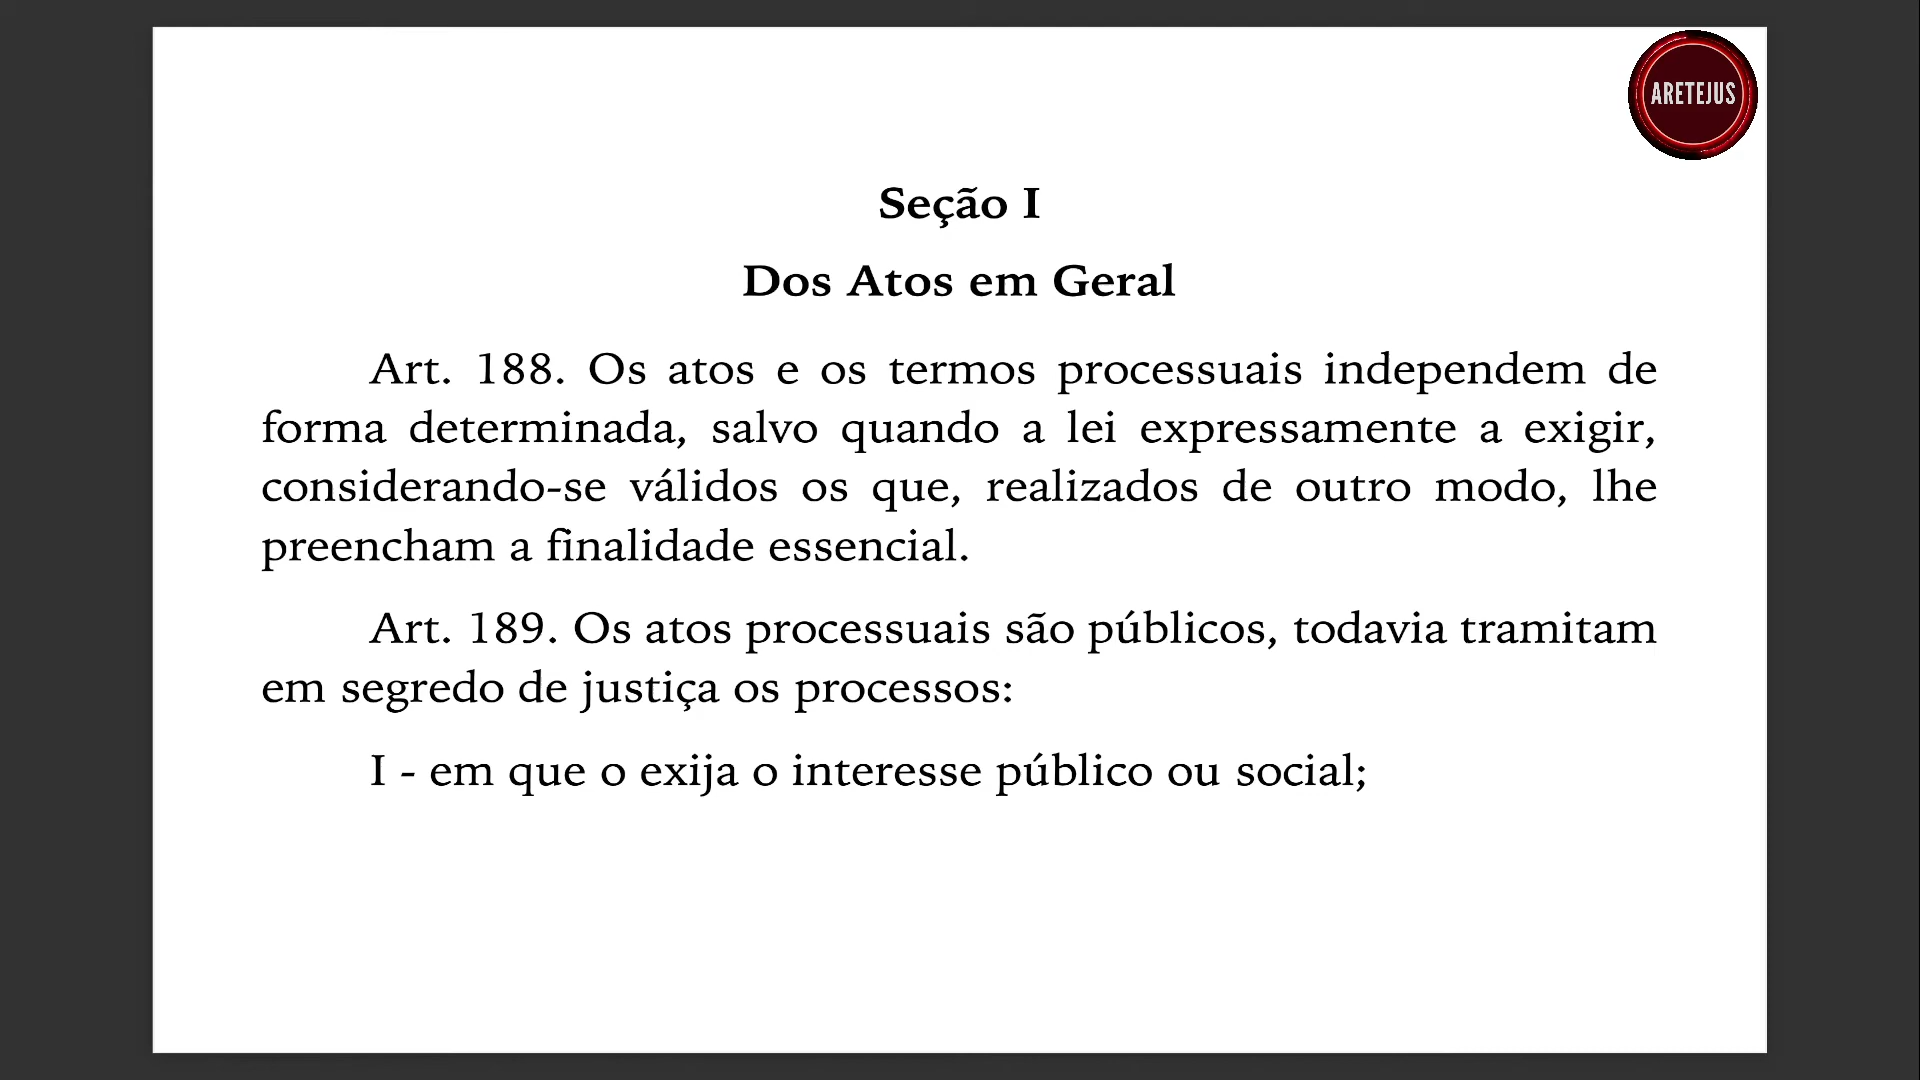 ARETEJUS
Seção I
Dos Atos em Geral
Art. 188. Os atos e os termos processuais independem de
forma determinada, salvo quando a lei expressamente a exigir,
considerando-se válidos os que, realizados de outro modo, lhe
preencham a finalidade essencial.
Art. 189. Os atos processuais são públicos, todavia tramitam
em segredo de justiça os processos:
I - em que o exija o interesse público ou social;